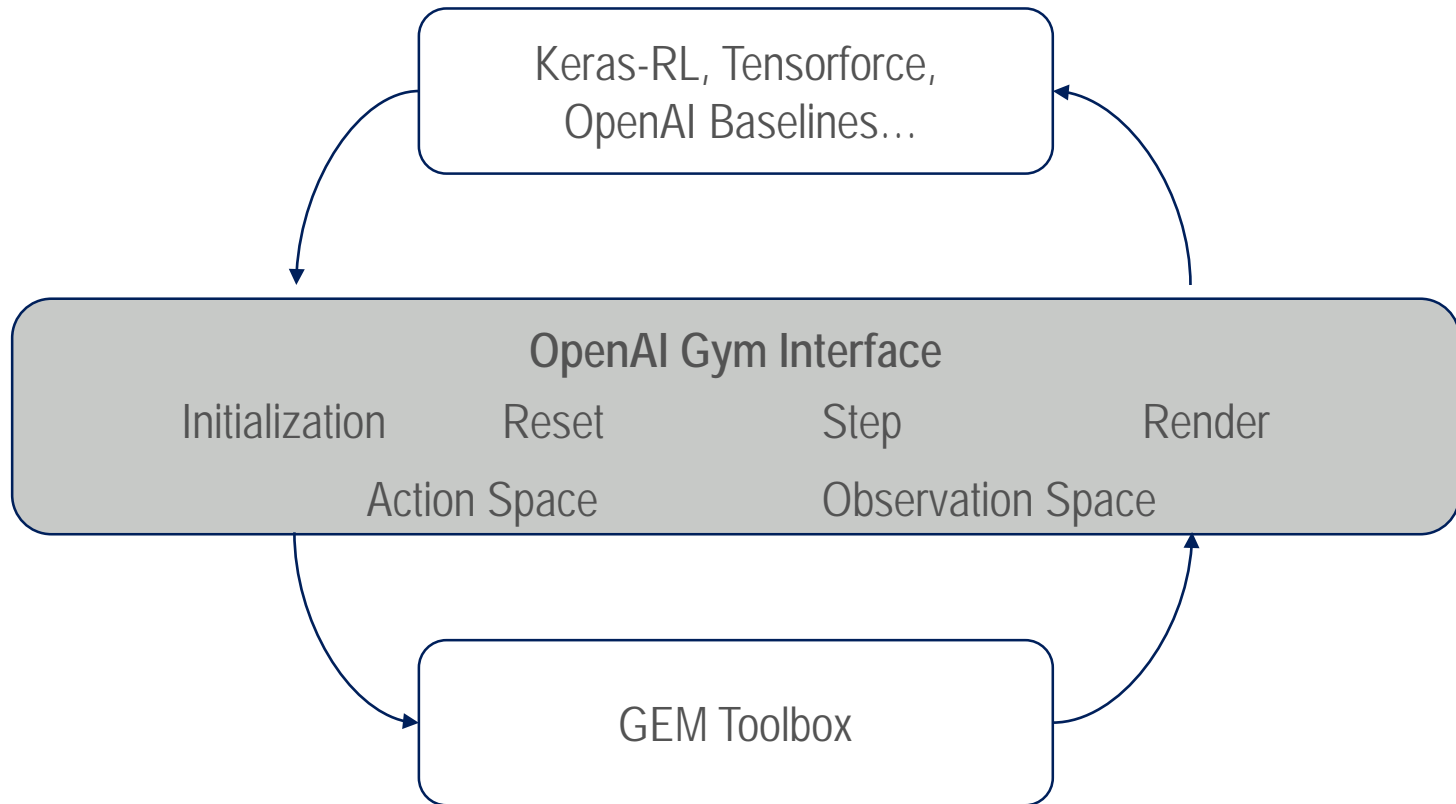 Keras-RL, Tensorforce,
OpenAI Baselines…
OpenAI Gym Interface
Initialization Reset Step Render
Action Space Observation Space
GEM Toolbox